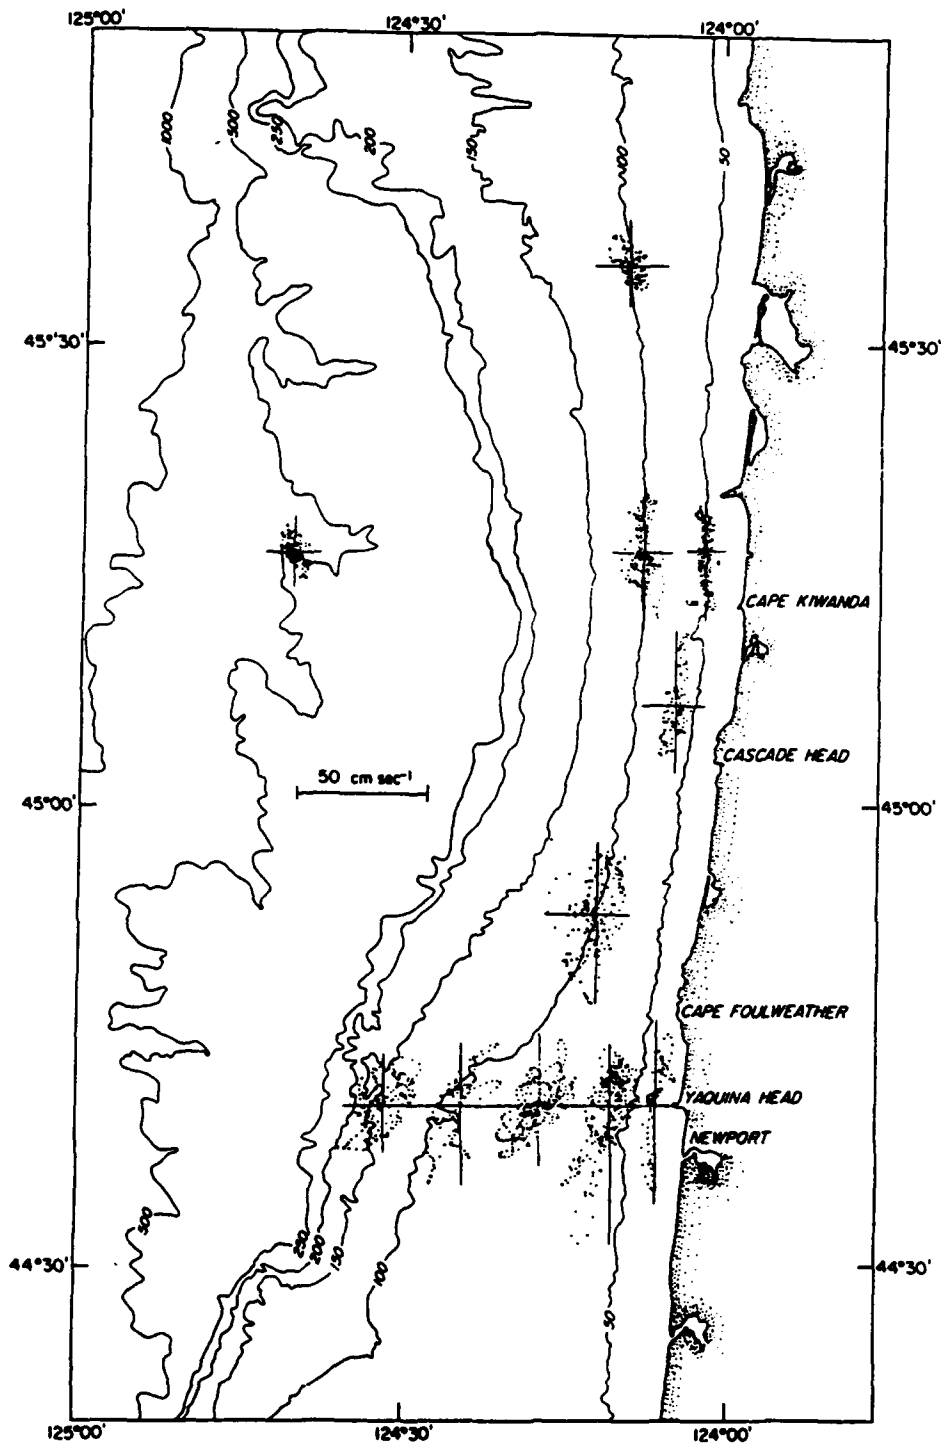 125°00' 124°30' 124°00'
1000
500
250
200
150
100
50
45°30' 45°30'
CAPE KIWANDA
CASCADE HEAD
50 cm sec⁻¹
45°00' 45°00'
CAPE FOULWEATHER
YAQUINA HEAD
NEWPORT
500
250
200
150
100
50
44°30' 44°30'
125°00' 124°30' 124°00'